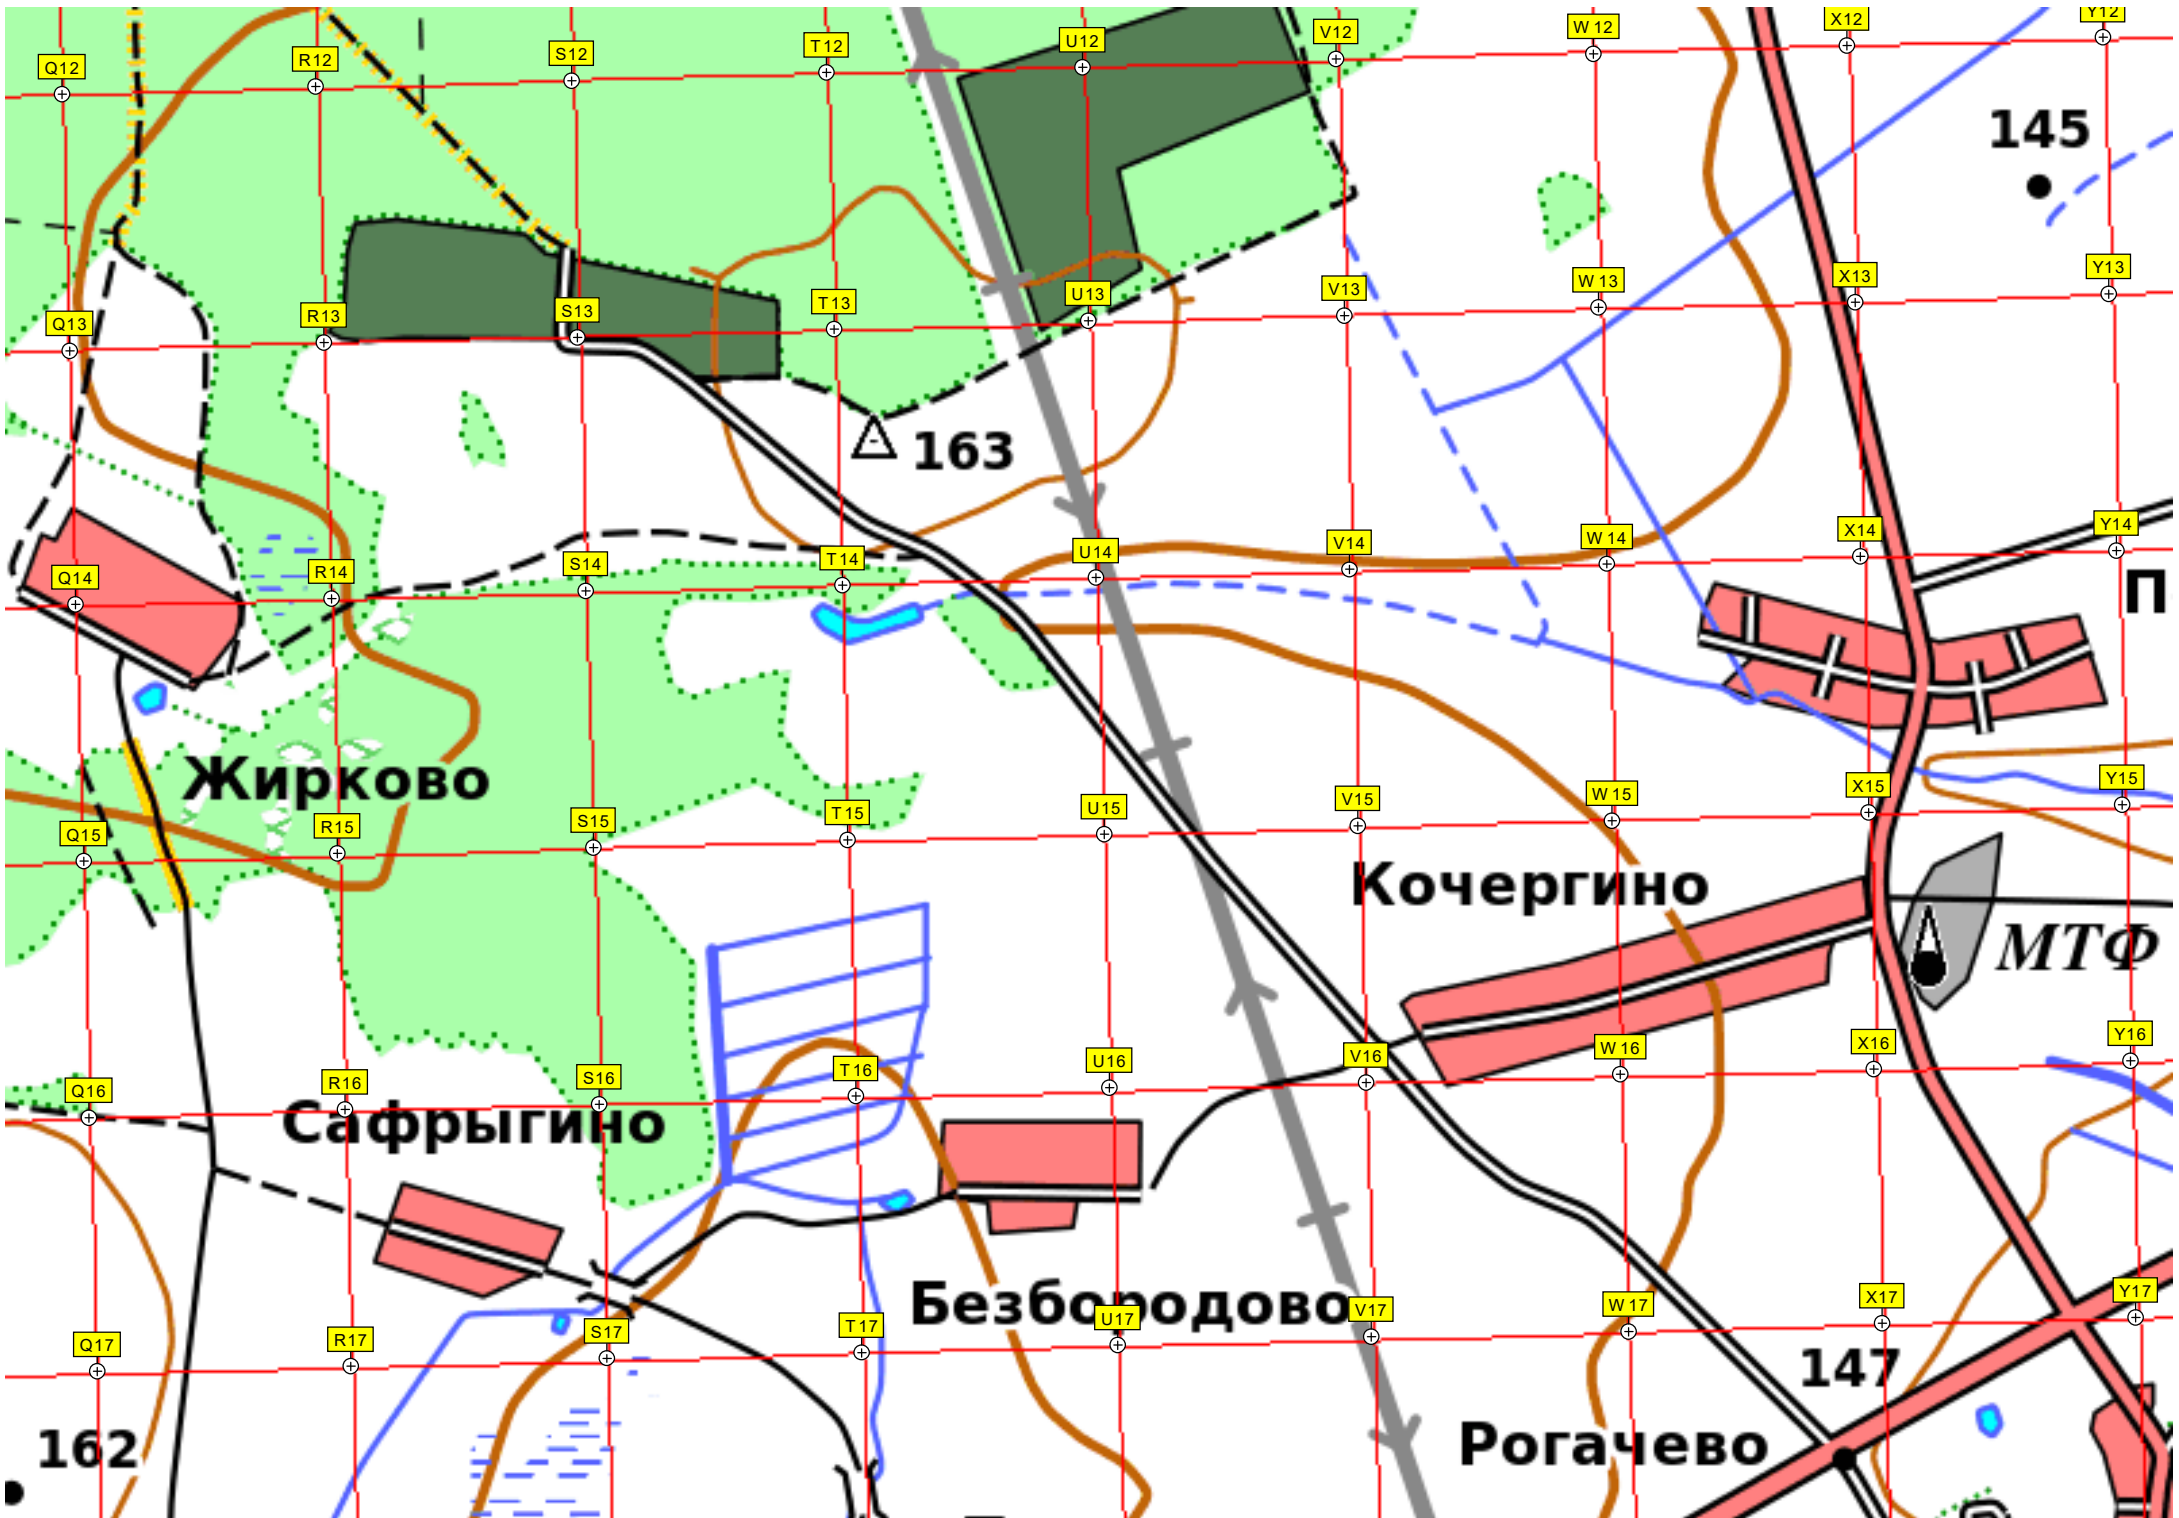 Q12 R12 S12 T12 U12 V12 W12 X12 Y12
145
Q13 R13 S13 T13 U13 V13 W13 X13 Y13
163
Q14 R14 S14 T14 U14 V14 W14 X14 Y14
П
Жирково
Q15 R15 S15 T15 U15 V15 W15 X15 Y15
Кочергино
МТФ
Q16 R16 S16 T16 U16 V16 W16 X16 Y16
Сафрыгино
Безбородово
Q17 R17 S17 T17 U17 V17 W17 X17 Y17
147
162
Рогачево